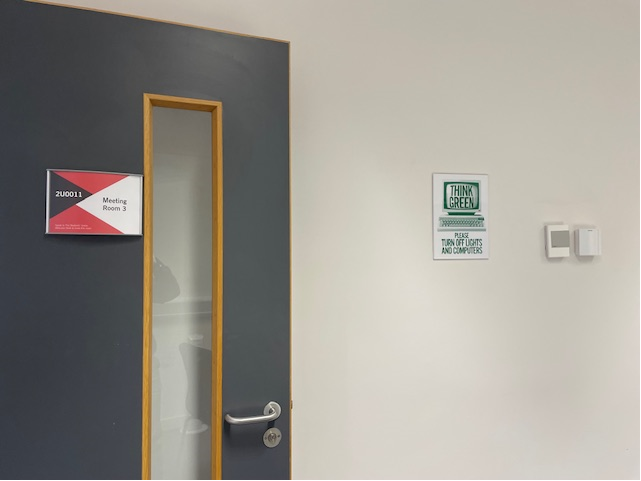 2U0011
Meeting
Room 3
THINK
GREEN
PLEASE
TURN OFF LIGHTS
AND COMPUTERS